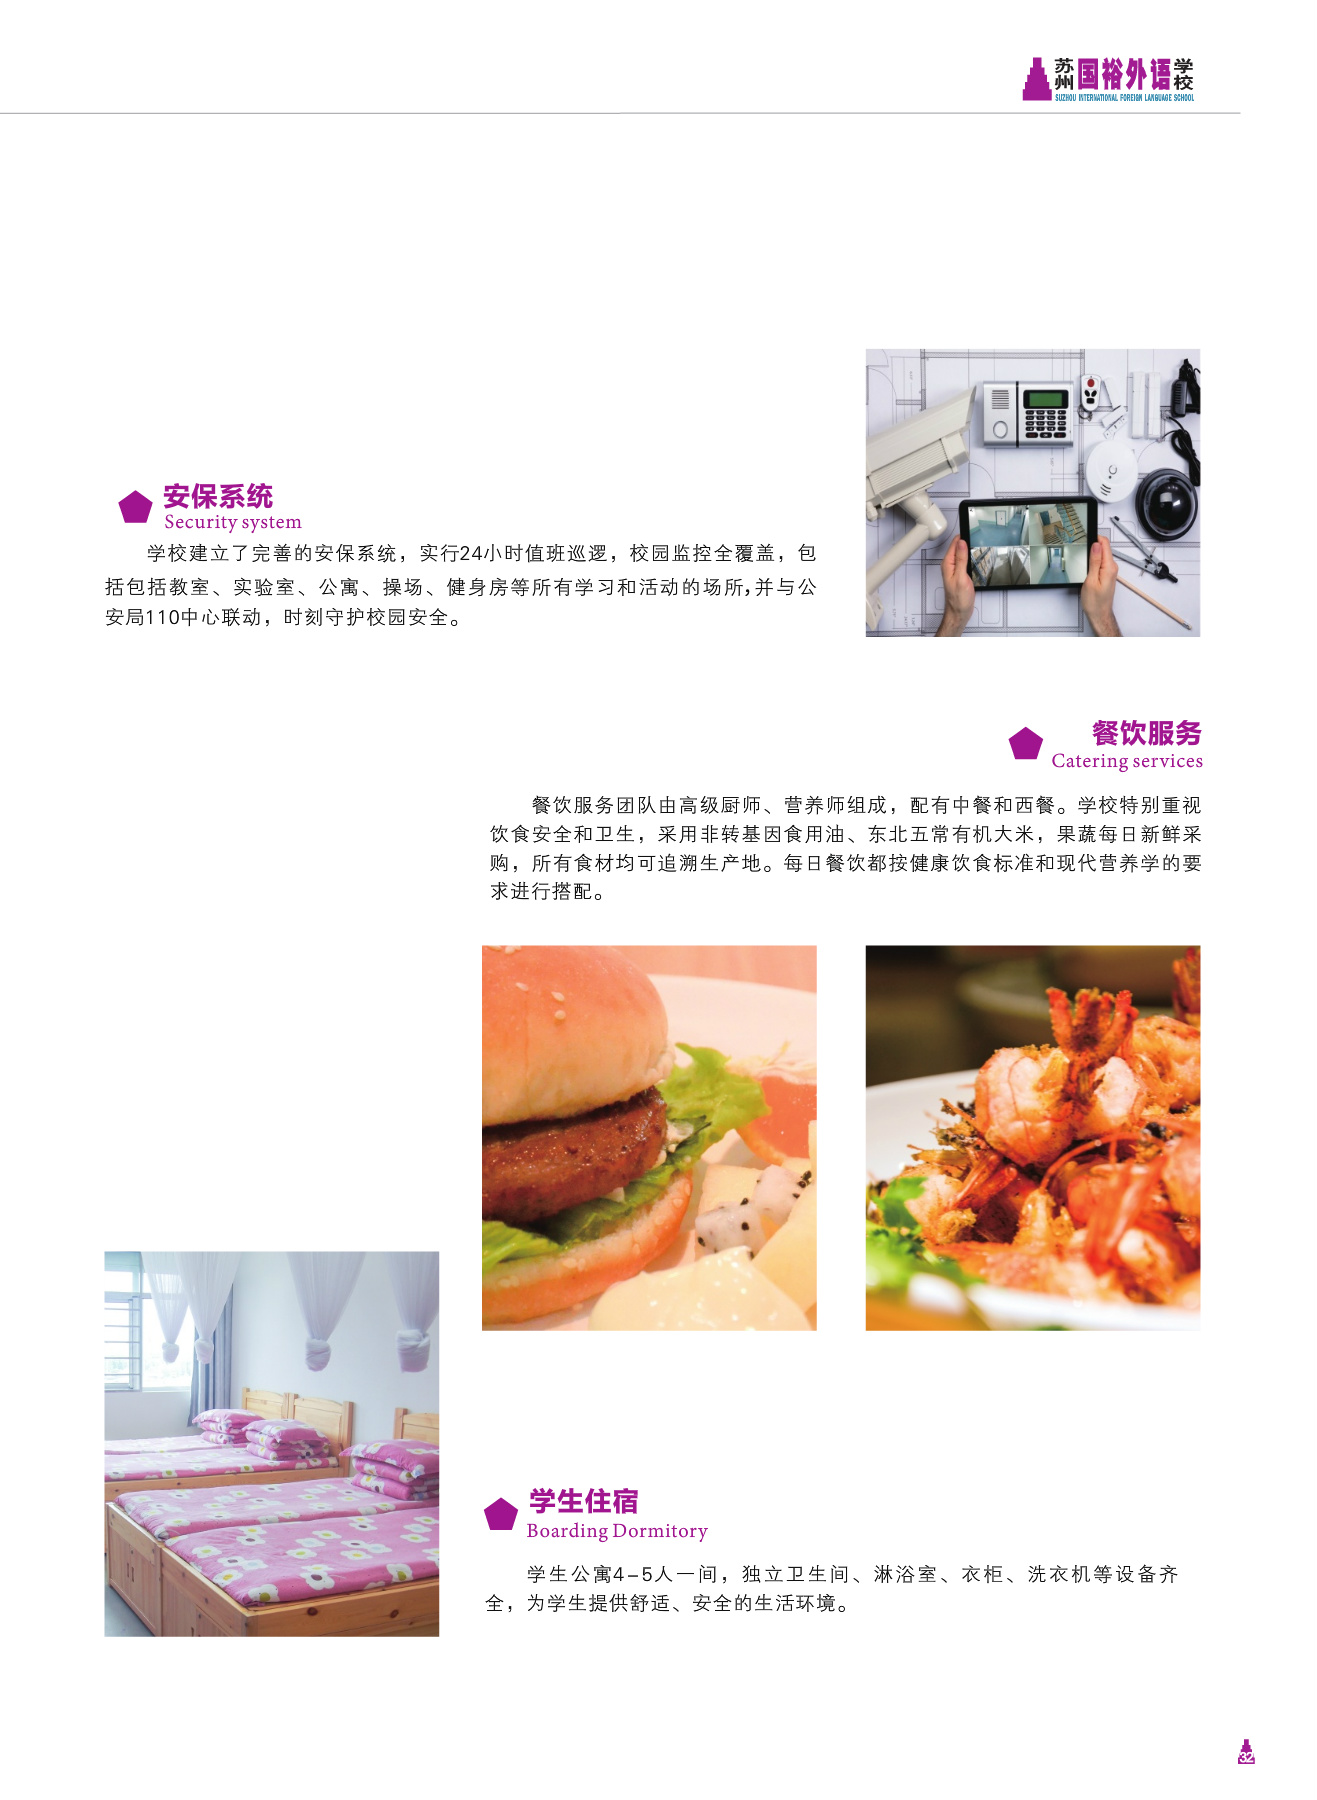 苏州国裕外语学校
SUZHOU INTERNATIONAL FOREIGN LANGUAGE SCHOOL
安保系统
Security system
学校建立了完善的安保系统，实行24小时值班巡逻，校园监控全覆盖，包
括包括教室、实验室、公寓、操场、健身房等所有学习和活动的场所,并与公
安局110中心联动，时刻守护校园安全。
餐饮服务
Catering services
餐饮服务团队由高级厨师、营养师组成，配有中餐和西餐。学校特别重视
饮食安全和卫生，采用非转基因食用油、东北五常有机大米，果蔬每日新鲜采
购，所有食材均可追溯生产地。每日餐饮都按健康饮食标准和现代营养学的要
求进行搭配。
学生住宿
Boarding Dormitory
学生公寓4–5人一间，独立卫生间、淋浴室、衣柜、洗衣机等设备齐
全，为学生提供舒适、安全的生活环境。
32